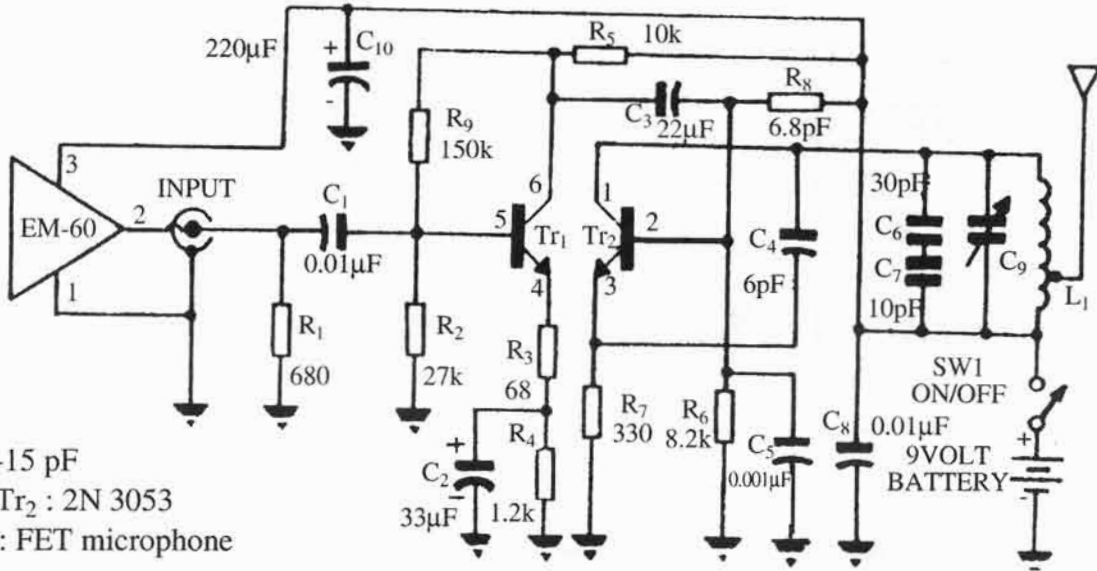 220µF
+
C10
-
R5
10k
R9
150k
C3
22µF
R8
6.8pF
3
INPUT
EM-60
2
1
C1
0.01µF
6
5
Tr1
4
1
Tr2
2
3
C4
6pF
30pF
C6
C7
10pF
C9
L1
R1
680
R2
27k
R3
68
R4
1.2k
+
C2
-
33µF
R7
330
R6
8.2k
C5
0.001µF
C8
0.01µF
SW1
ON/OFF
9VOLT
BATTERY
+
-
-15 pF
Tr2 : 2N 3053
: FET microphone